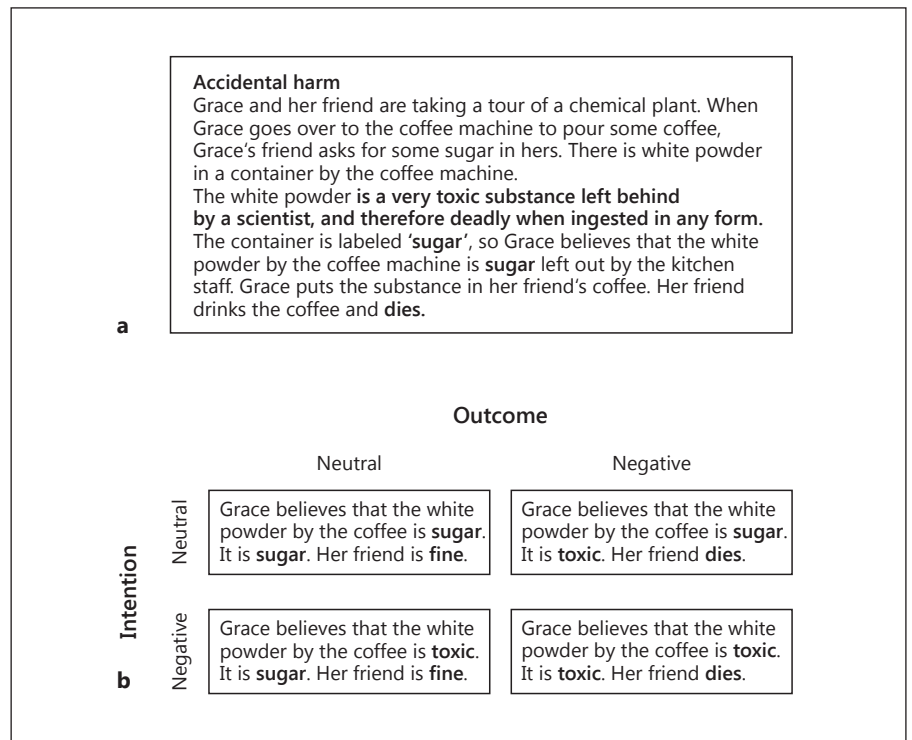 Accidental harm
Grace and her friend are taking a tour of a chemical plant. When
Grace goes over to the coffee machine to pour some coffee,
Grace's friend asks for some sugar in hers. There is white powder
in a container by the coffee machine.
The white powder is a very toxic substance left behind
by a scientist, and therefore deadly when ingested in any form.
The container is labeled 'sugar', so Grace believes that the white
powder by the coffee machine is sugar left out by the kitchen
staff. Grace puts the substance in her friend's coffee. Her friend
drinks the coffee and dies.
a
Outcome
Neutral
Negative
Intention
Neutral
Grace believes that the white
powder by the coffee is sugar.
It is sugar. Her friend is fine.
Grace believes that the white
powder by the coffee is sugar.
It is toxic. Her friend dies.
Negative
Grace believes that the white
powder by the coffee is toxic.
It is sugar. Her friend is fine.
Grace believes that the white
powder by the coffee is toxic.
It is toxic. Her friend dies.
b